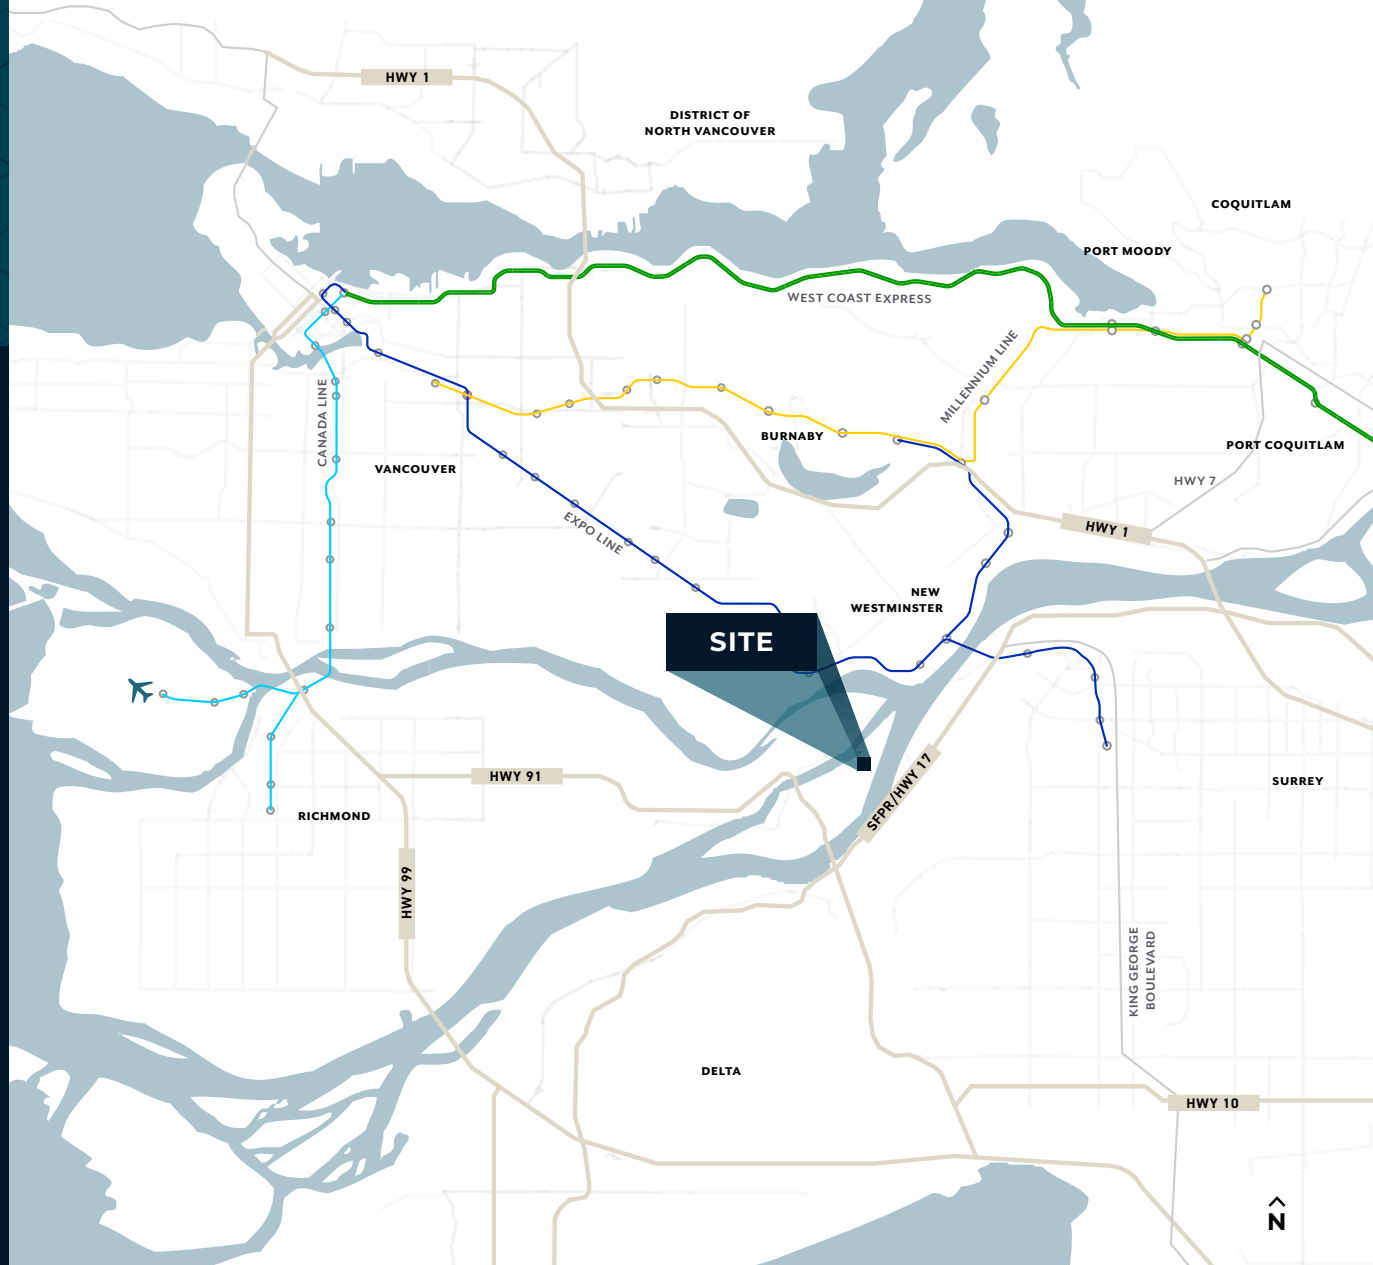 HWY 1
DISTRICT OF
NORTH VANCOUVER
COQUITLAM
PORT MOODY
WEST COAST EXPRESS
MILLENNIUM LINE
CANADA LINE
BURNABY
PORT COQUITLAM
VANCOUVER
HWY 7
EXPO LINE
HWY 1
NEW
WESTMINSTER
SITE
HWY 91
SFPR/HWY 17
SURREY
RICHMOND
HWY 99
KING GEORGE
BOULEVARD
DELTA
HWY 10
N